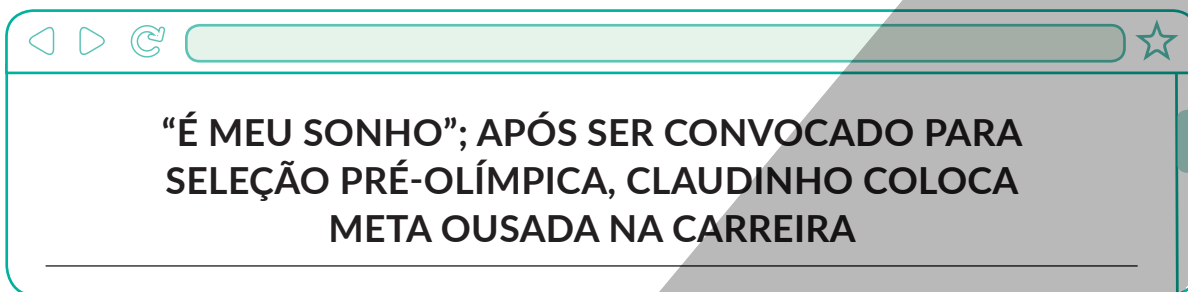 “É MEU SONHO”; APÓS SER CONVOCADO PARA
SELEÇÃO PRÉ-OLÍMPICA, CLAUDINHO COLOCA
META OUSADA NA CARREIRA